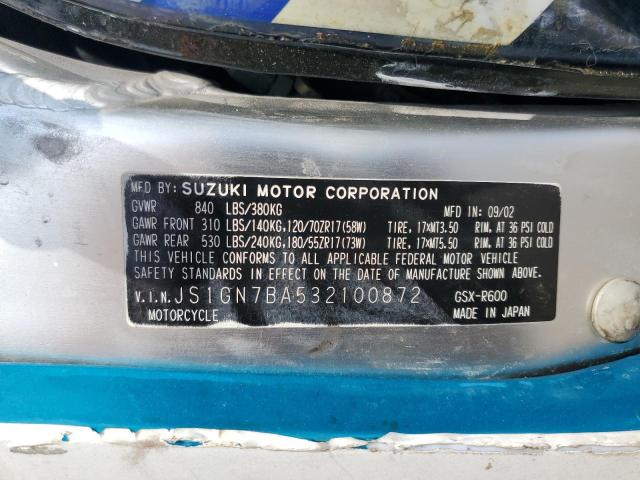 MFD BY: SUZUKI MOTOR CORPORATION
GVWR 840 LBS/380KG MFD IN: 09/02
GAWR FRONT 310 LBS/140KG,120/70ZR17(58W) TIRE, 17×MT3.50 RIM, AT 36 PSI COLD
GAWR REAR 530 LBS/240KG,180/55ZR17(73W) TIRE, 17×MT5.50 RIM, AT 36 PSI COLD
THIS VEHICLE CONFORMS TO ALL APPLICABLE FEDERAL MOTOR VEHICLE
SAFETY STANDARDS IN EFFECT ON THE DATE OF MANUFACTURE SHOWN ABOVE.
V.I.N. JS1GN7BA532100872 GSX-R600
MOTORCYCLE MADE IN JAPAN